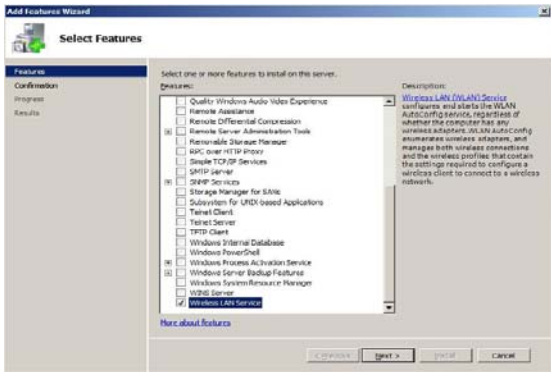 Add Features Wizard
Select Features
Features
Confirmation
Progress
Results
Select one or more features to install on this server.
Features:
Quality Windows Audio Video Experience
Remote Assistance
Remote Differential Compression
Remote Server Administration Tools
Removable Storage Manager
RPC over HTTP Proxy
Simple TCP/IP Services
SMTP Server
SNMP Services
Storage Manager for SANs
Subsystem for UNIX-based Applications
Telnet Client
Telnet Server
TFTP Client
Windows Internal Database
Windows PowerShell
Windows Process Activation Service
Windows Server Backup Features
Windows System Resource Manager
WINS Server
Wireless LAN Service
More about features
Description:
Wireless LAN (WLAN) Service
configures and starts the WLAN
AutoConfig service, regardless of
whether the computer has any
wireless adapters. WLAN AutoConfig
enumerates wireless adapters, and
manages both wireless connections
and the wireless profiles that contain
the settings required to configure a
wireless client to connect to a wireless
network.
< Previous
Next >
Install
Cancel